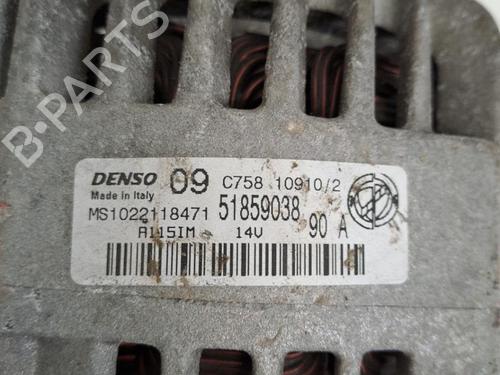 DENSO 09 C758 10910/2
Made in Italy
MS1022118471 51859038 90 A
A115IM 14V
B-PARTS